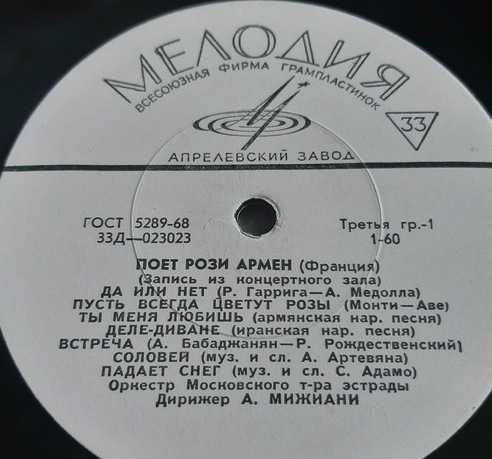 МЕЛОДИЯ
ВСЕСОЮЗНАЯ ФИРМА ГРАМПЛАСТИНОК
33
АПРЕЛЕВСКИЙ ЗАВОД
ГОСТ 5289-68 Третья гр.-1
33Д—023023 1-60
ПОЕТ РОЗИ АРМЕН (Франция)
(Запись из концертного зала)
ДА ИЛИ НЕТ (Р. Гаррига—А. Медолла)
ПУСТЬ ВСЕГДА ЦВЕТУТ РОЗЫ (Монти—Аве)
ТЫ МЕНЯ ЛЮБИШЬ (армянская нар. песня)
ДЕЛЕ-ДИВАНЕ (иранская нар. песня)
ВСТРЕЧА (А. Бабаджанян—Р. Рождественский)
СОЛОВЕЙ (муз. и сл. А. Артевяна)
ПАДАЕТ СНЕГ (муз. и сл. С. Адамо)
Оркестр Московского т-ра эстрады
Дирижер А. МИЖИАНИ